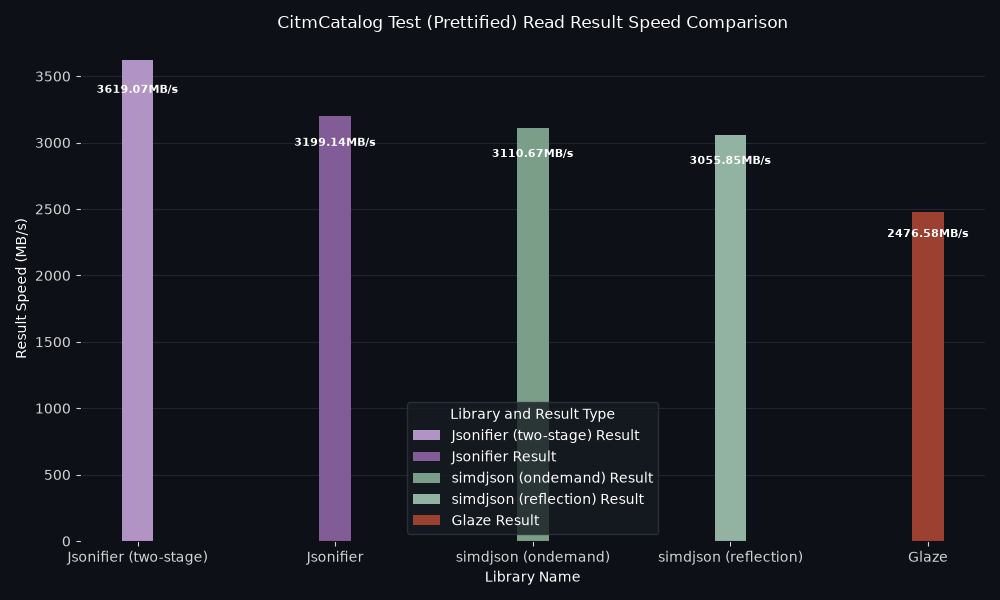 CitmCatalog Test (Prettified) Read Result Speed Comparison
Result Speed (MB/s)
3500
3000
2500
2000
1500
1000
500
0
3619.07MB/s
3199.14MB/s
3110.67MB/s
3055.85MB/s
2476.58MB/s
Library and Result Type
Jsonifier (two-stage) Result
Jsonifier Result
simdjson (ondemand) Result
simdjson (reflection) Result
Glaze Result
Jsonifier (two-stage)
Jsonifier
simdjson (ondemand)
simdjson (reflection)
Glaze
Library Name